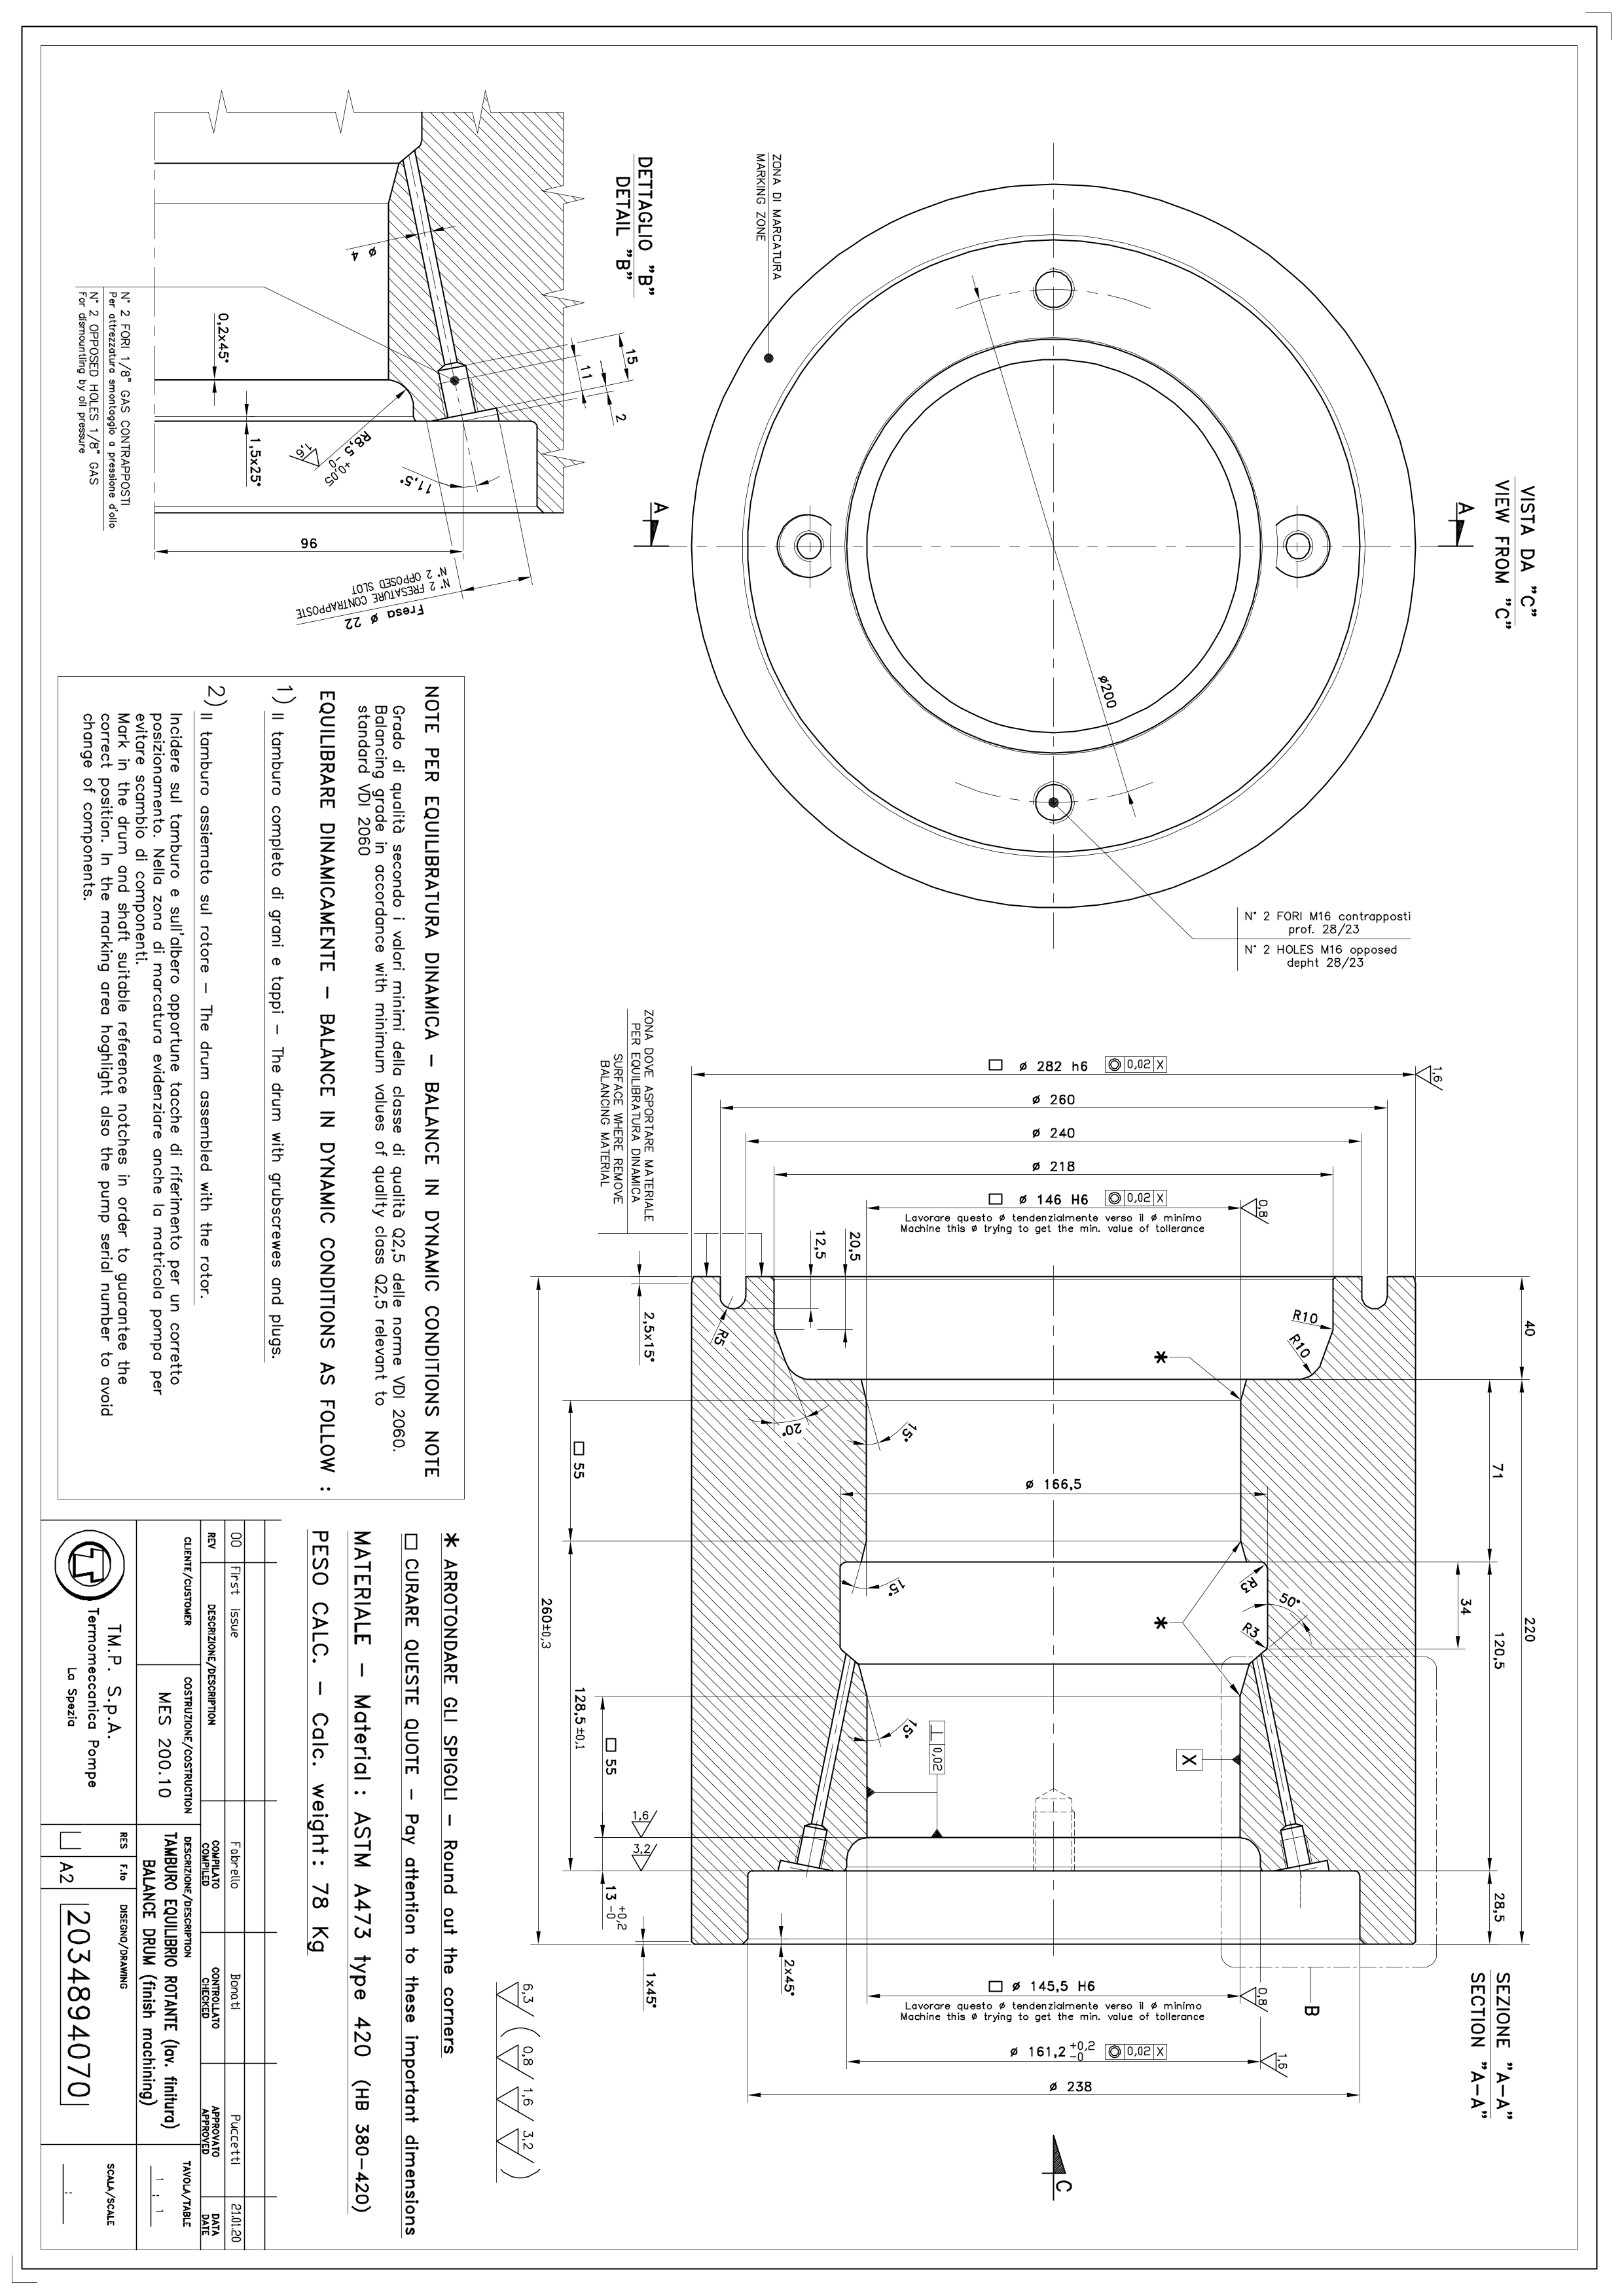 VISTA DA "C"
VIEW FROM "C"
A
A
ø200
ZONA DI MARCATURA
MARKING ZONE
N° 2 FORI M16 contrapposti
prof. 28/23
N° 2 HOLES M16 opposed
depht 28/23
DETTAGLIO "B"
DETAIL "B"
ø 4
15
11
2
0,2x45°
1,5x25°
R8,5 +0,05 -0
1,6
11,5°
96
Fresa ø 22
N° 2 FRESATURE CONTRAPPOSTE
N° 2 OPPOSED SLOT
N° 2 FORI 1/8" GAS CONTRAPPOSTI
Per attrezzatura smontaggio a pressione d'olio
N° 2 OPPOSED HOLES 1/8" GAS
For dismounting by oil pressure
SEZIONE "A-A"
SECTION "A-A"
ø 282 h6 0,02 X
1,6
ø 260
ø 240
ø 218
ø 146 H6 0,02 X
0,8
Lavorare questo ø tendenzialmente verso il ø minimo
Machine this ø trying to get the min. value of tollerance
ZONA DOVE ASPORTARE MATERIALE
PER EQUILIBRATURA DINAMICA
SURFACE WHERE REMOVE
BALANCING MATERIAL
12,5
20,5
2,5x15°
R5
R10
R10
40
220
71
120,5
28,5
34
*
*
20°
15°
15°
15°
50°
R3
R3
ø 166,5
55
55
260±0,3
128,5±0,1
0,02
X
1,6
3,2
13 +0,2 -0
1x45°
2x45°
B
ø 145,5 H6
0,8
Lavorare questo ø tendenzialmente verso il ø minimo
Machine this ø trying to get the min. value of tollerance
ø 161,2 +0,2 -0 0,02 X
1,6
ø 238
C
6,3 ( 0,8 1,6 3,2 )
NOTE PER EQUILIBRATURA DINAMICA - BALANCE IN DYNAMIC CONDITIONS NOTE
Grado di qualità secondo i valori minimi della classe di qualità Q2,5 delle norme VDI 2060.
Balancing grade in accordance with minimum values of quality class Q2,5 relevant to
standard VDI 2060
EQUILIBRARE DINAMICAMENTE - BALANCE IN DYNAMIC CONDITIONS AS FOLLOW :
1) Il tamburo completo di grani e tappi - The drum with grubscrewes and plugs.
2) Il tamburo assiemato sul rotore - The drum assembled with the rotor.
Incidere sul tamburo e sull'albero opportune tacche di riferimento per un corretto
posizionamento. Nella zona di marcatura evidenziare anche la matricola pompa per
evitare scambio di componenti.
Mark in the drum and shaft suitable reference notches in order to guarantee the
correct position. In the marking area hoghlight also the pump serial number to avoid
change of components.
* ARROTONDARE GLI SPIGOLI - Round out the corners
□ CURARE QUESTE QUOTE - Pay attention to these important dimensions
MATERIALE - Material : ASTM A473 type 420 (HB 380-420)
PESO CALC. - Calc. weight: 78 Kg
00 First issue Fabrello Bonati Puccetti 21.01.20
REV DESCRIZIONE/DESCRIPTION COMPILATO COMPILED CONTROLLATO CHECKED APPROVATO APPROVED DATA DATE
CLIENTE/CUSTOMER
COSTRUZIONE/COSTRUCTION
MES 200.10
DESCRIZIONE/DESCRIPTION
TAMBURO EQUILIBRIO ROTANTE (lav. finitura)
BALANCE DRUM (finish machining)
TAVOLA/TABLE
1 : 1
TM.P. S.p.A.
Termomeccanica Pompe
La Spezia
RES
F.to
A2
DISEGNO/DRAWING
2034894070
SCALA/SCALE
: